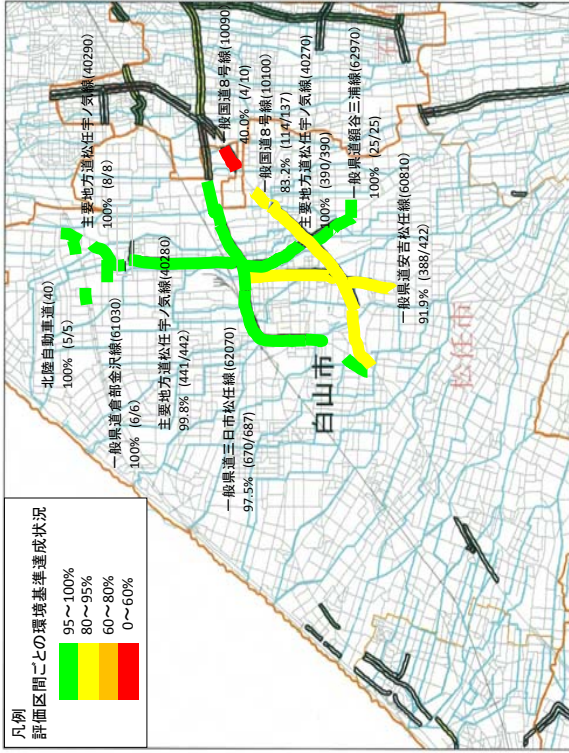 凡例
評価区間ごとの環境基準達成状況
95～100%
80～95%
60～80%
0～60%
北陸自動車道(40)
100% (5/5)
主要地方道松任宇ノ気線(40290)
100% (8/8)
一般県道倉部金沢線(61030)
100% (6/6)
主要地方道松任宇ノ気線(40280)
99.8% (441/442)
一般県道三日市松任線(62070)
97.5% (670/687)
一般国道8号線(10090)
40.0% (4/10)
一般国道8号線(10100)
83.2% (114/137)
主要地方道松任宇ノ気線(40270)
100% (390/390)
一般県道額谷三浦線(62970)
100% (25/25)
一般県道安吉松任線(60810)
91.9% (388/422)
白山市
松任市